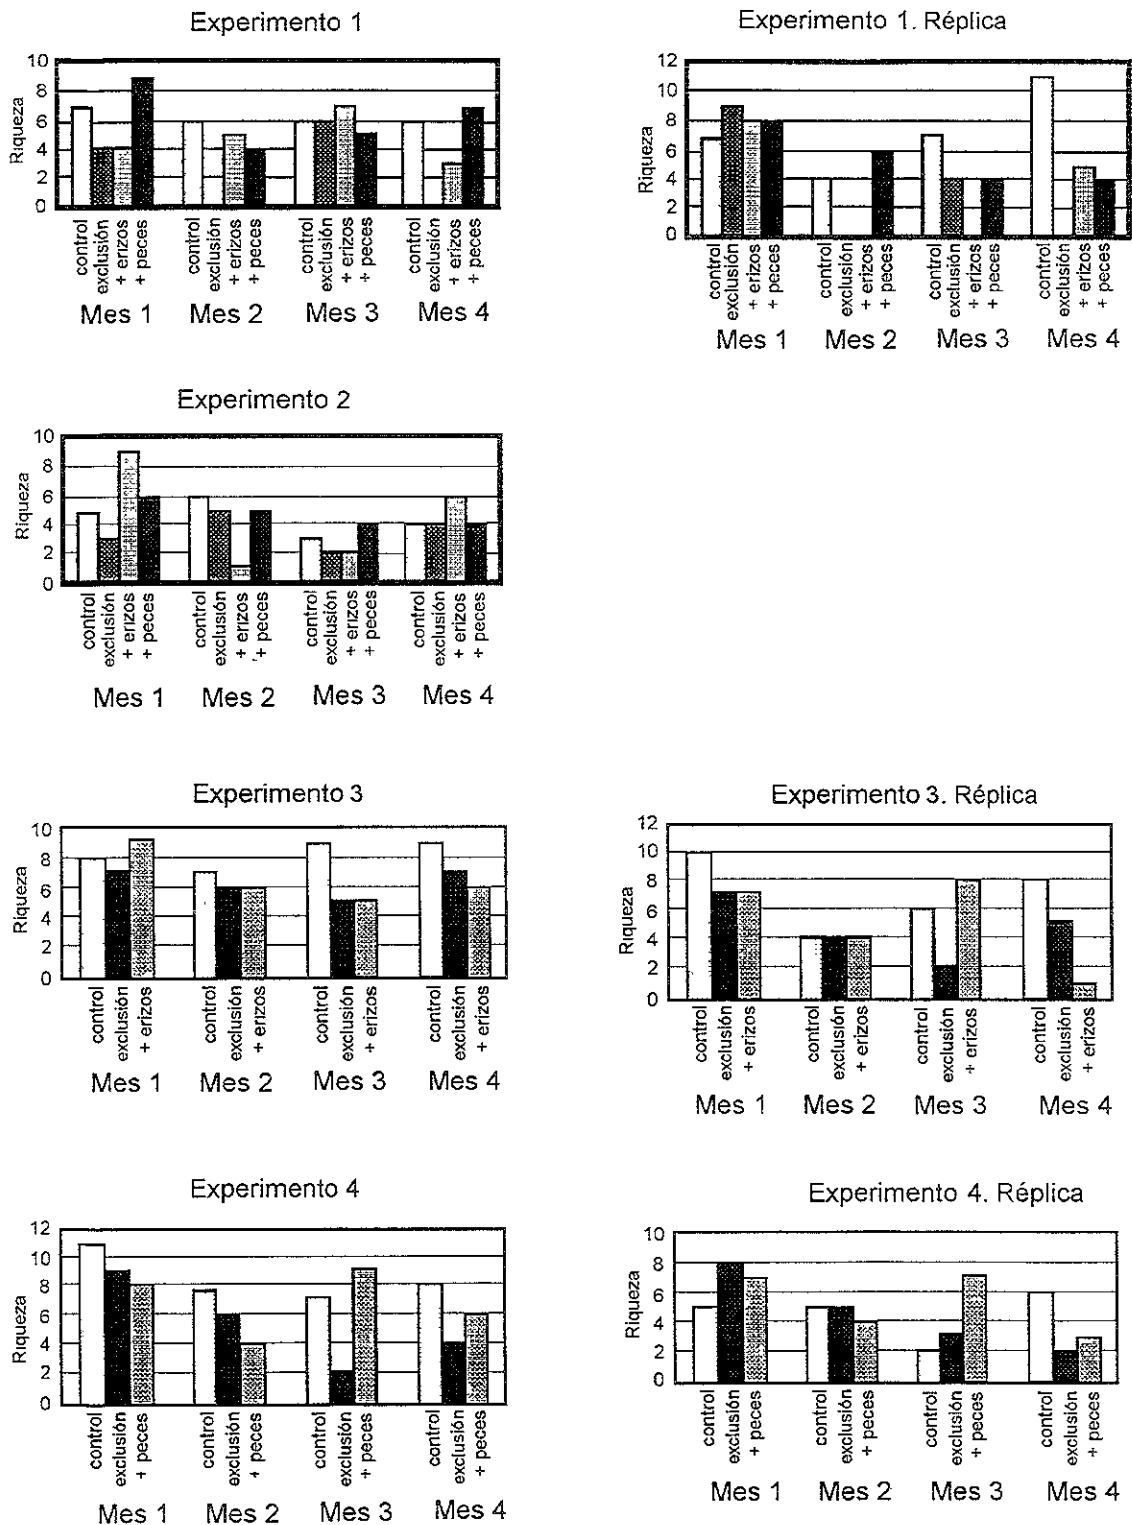 Experimento 1
Riqueza
10
8
6
4
2
0
control
exclusión
+ erizos
+ peces
control
exclusión
+ erizos
+ peces
control
exclusión
+ erizos
+ peces
control
exclusión
+ erizos
+ peces
Mes 1 Mes 2 Mes 3 Mes 4
Experimento 1. Réplica
Riqueza
12
10
8
6
4
2
0
control
exclusión
+ erizos
+ peces
control
exclusión
+ erizos
+ peces
control
exclusión
+ erizos
+ peces
control
exclusión
+ erizos
+ peces
Mes 1 Mes 2 Mes 3 Mes 4
Experimento 2
Riqueza
10
8
6
4
2
0
control
exclusión
+ erizos
+ peces
control
exclusión
+ erizos
+ peces
control
exclusión
+ erizos
+ peces
control
exclusión
+ erizos
+ peces
Mes 1 Mes 2 Mes 3 Mes 4
Experimento 3
Riqueza
10
8
6
4
2
0
control
exclusión
+ erizos
control
exclusión
+ erizos
control
exclusión
+ erizos
control
exclusión
+ erizos
Mes 1 Mes 2 Mes 3 Mes 4
Experimento 3. Réplica
Riqueza
12
10
8
6
4
2
0
control
exclusión
+ erizos
control
exclusión
+ erizos
control
exclusión
+ erizos
control
exclusión
+ erizos
Mes 1 Mes 2 Mes 3 Mes 4
Experimento 4
Riqueza
12
10
8
6
4
2
0
control
exclusión
+ peces
control
exclusión
+ peces
control
exclusión
+ peces
control
exclusión
+ peces
Mes 1 Mes 2 Mes 3 Mes 4
Experimento 4. Réplica
Riqueza
10
8
6
4
2
0
control
exclusión
+ peces
control
exclusión
+ peces
control
exclusión
+ peces
control
exclusión
+ peces
Mes 1 Mes 2 Mes 3 Mes 4